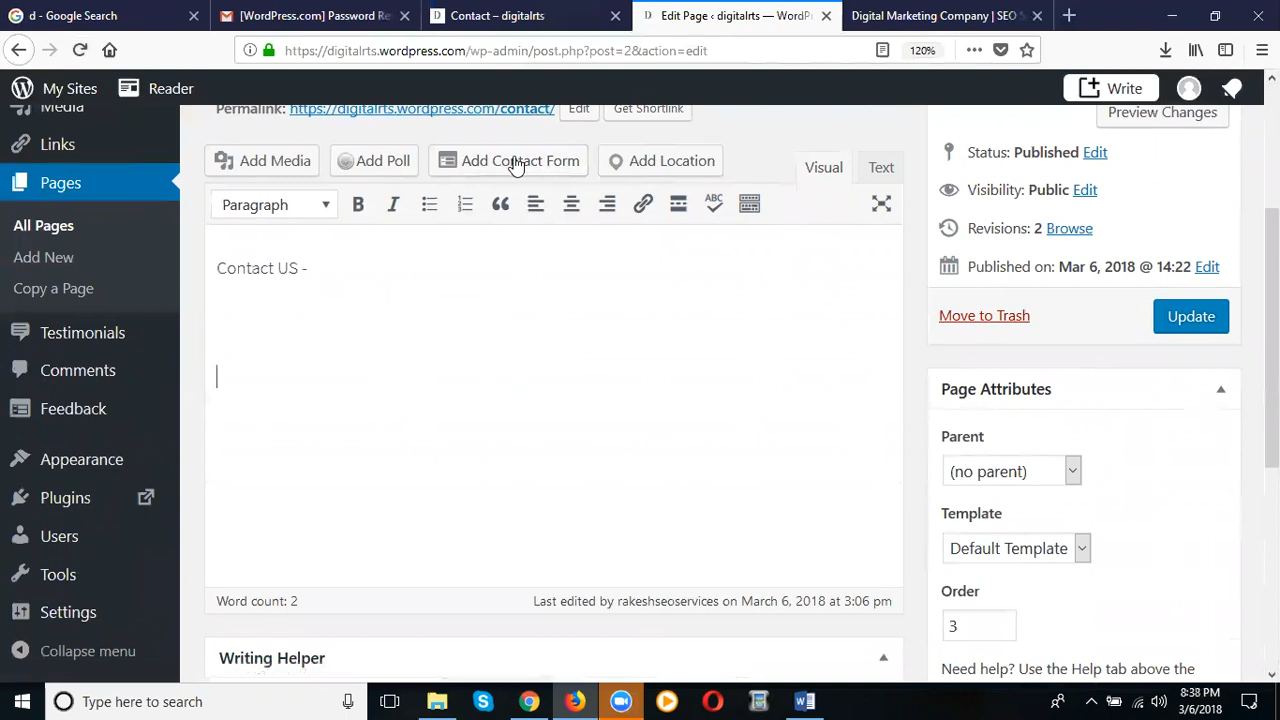 d - Google Search
[WordPress.com] Password Re
Contact – digitalrts
Edit Page ‹ digitalrts — WordP
Digital Marketing Company | SEO &
https://digitalrts.wordpress.com/wp-admin/post.php?post=2&action=edit
120%
My Sites
Reader
Write
Media
Links
Pages
All Pages
Add New
Copy a Page
Testimonials
Comments
Feedback
Appearance
Plugins
Users
Tools
Settings
Collapse menu
Permalink: https://digitalrts.wordpress.com/contact/ Edit Get Shortlink
Add Media Add Poll Add Contact Form Add Location
Visual Text
Paragraph
B I ABC
Contact US -
Word count: 2 Last edited by rakeshseoservices on March 6, 2018 at 3:06 pm
Writing Helper
Preview Changes
Status: Published Edit
Visibility: Public Edit
Revisions: 2 Browse
Published on: Mar 6, 2018 @ 14:22 Edit
Move to Trash Update
Page Attributes
Parent
(no parent)
Template
Default Template
Order
3
Need help? Use the Help tab above the
Type here to search
8:38 PM
3/6/2018